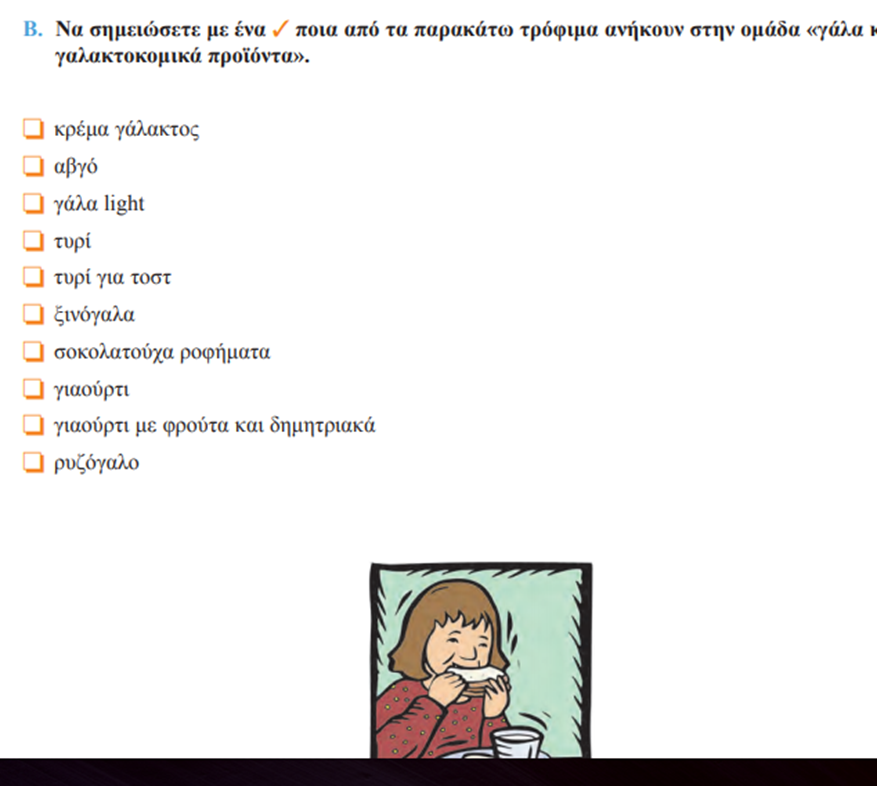 Β. Να σημειώσετε με ένα ✓ ποια από τα παρακάτω τρόφιμα ανήκουν στην ομάδα «γάλα κ
γαλακτοκομικά προϊόντα».
κρέμα γάλακτος
αβγό
γάλα light
τυρί
τυρί για τοστ
ξινόγαλα
σοκολατούχα ροφήματα
γιαούρτι
γιαούρτι με φρούτα και δημητριακά
ρυζόγαλο